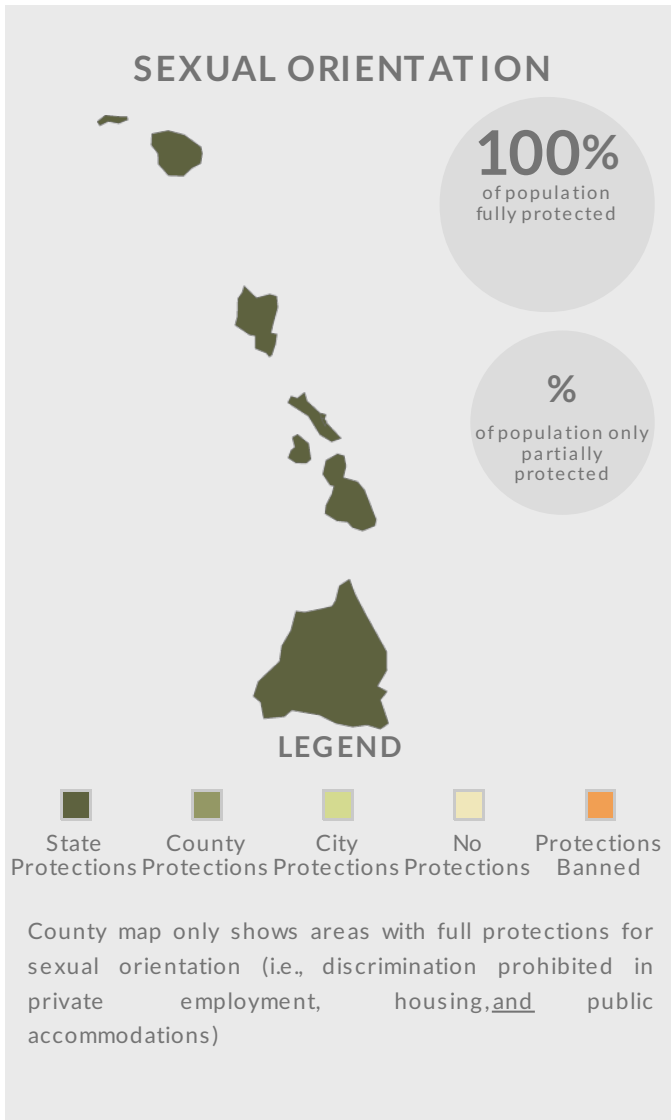 SEXUAL ORIENTATION
100%
of population
fully protected
%
of population only
partially
protected
LEGEND
State
Protections
County
Protections
City
Protections
No
Protections
Protections
Banned
County map only shows areas with full protections for
sexual orientation (i.e., discrimination prohibited in
private employment, housing, and public
accommodations)